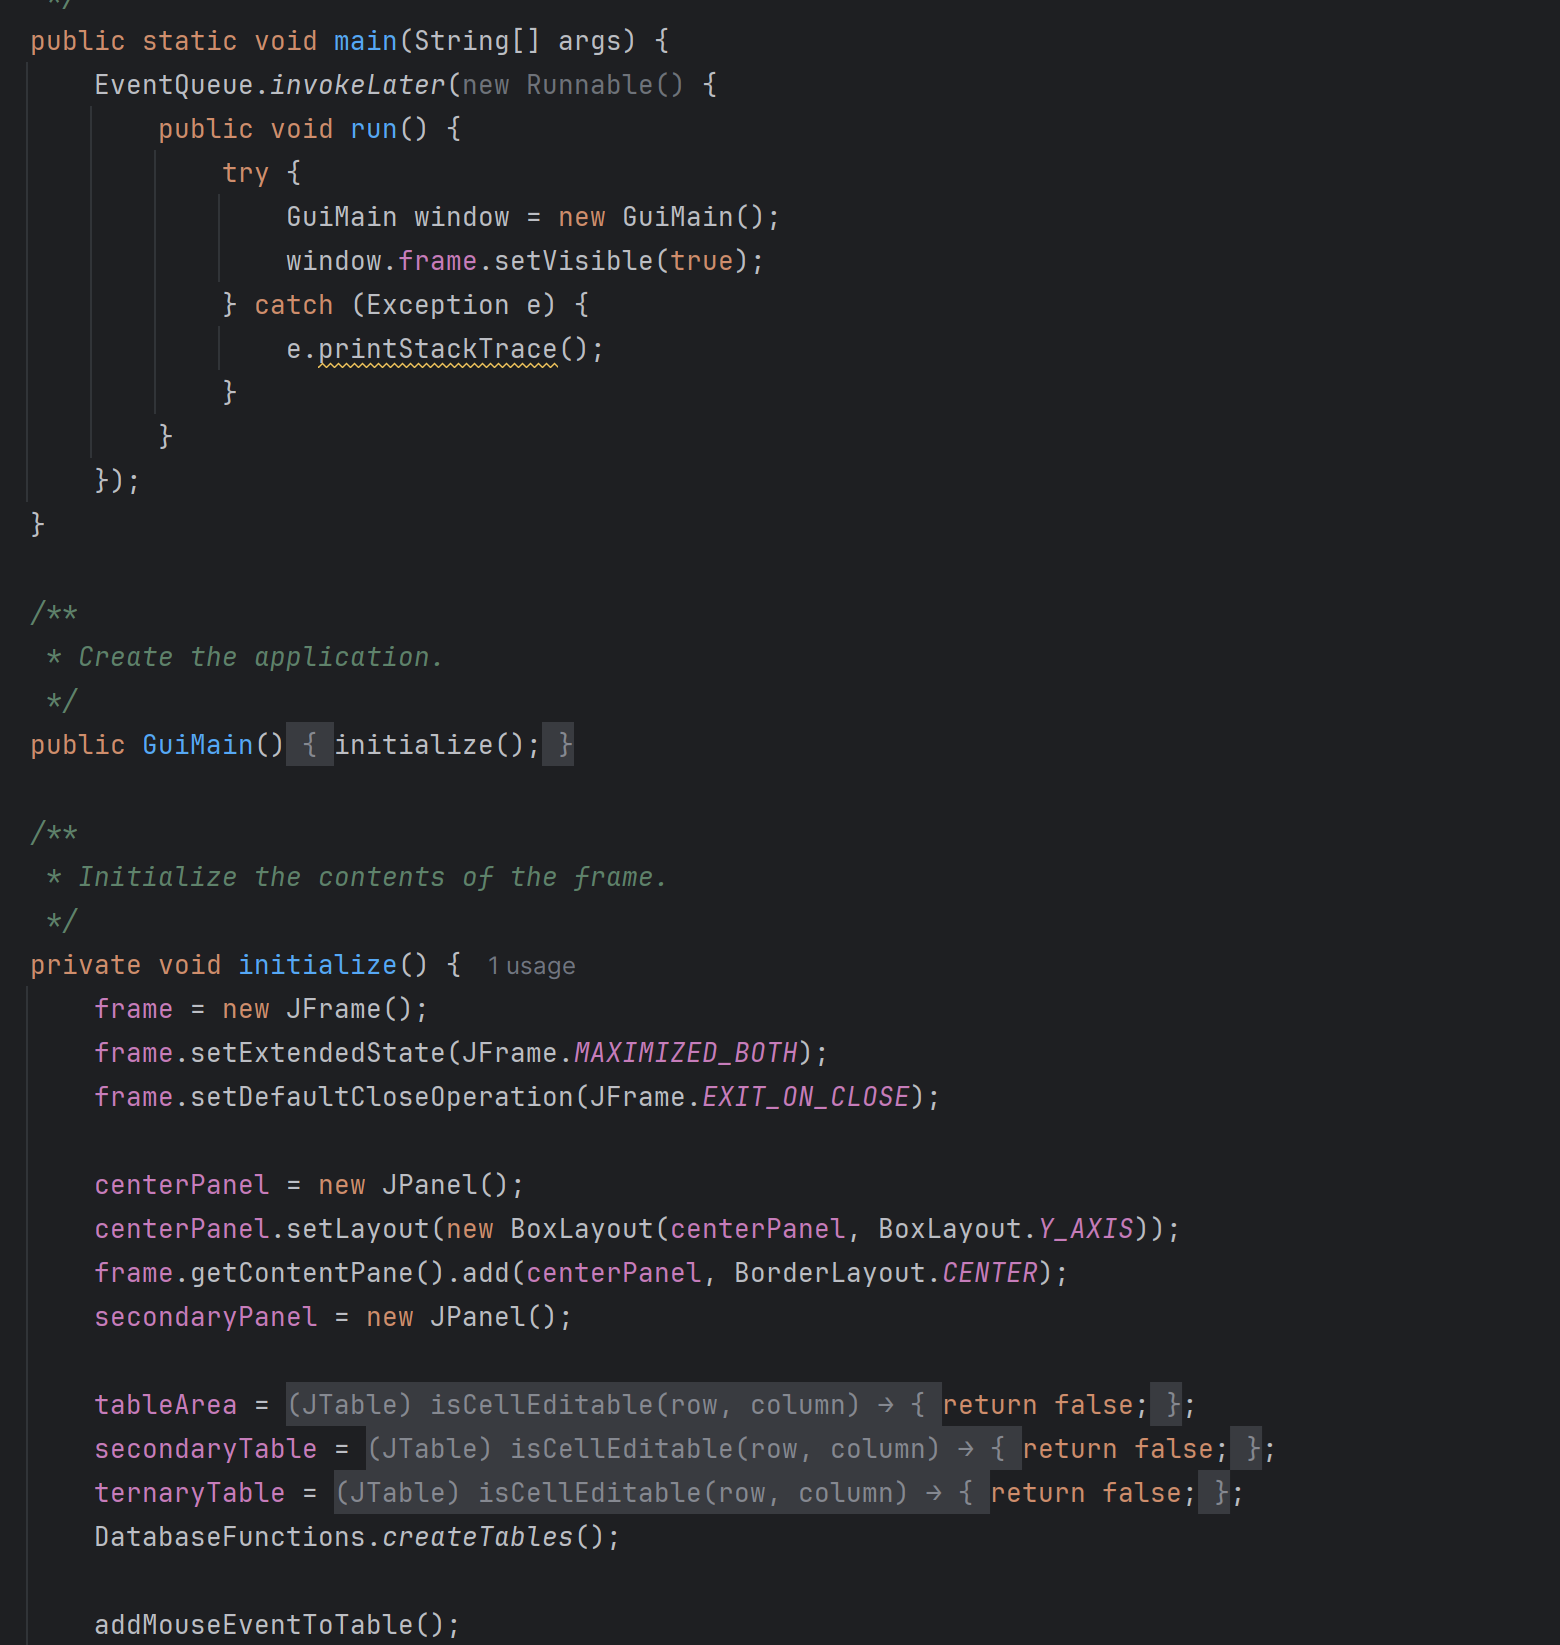 */
public static void main(String[] args) {
EventQueue.invokeLater(new Runnable() {
public void run() {
try {
GuiMain window = new GuiMain();
window.frame.setVisible(true);
} catch (Exception e) {
e.printStackTrace();
}
}
});
}
/**
* Create the application.
*/
public GuiMain() { initialize(); }
/**
* Initialize the contents of the frame.
*/
private void initialize() { 1 usage
frame = new JFrame();
frame.setExtendedState(JFrame.MAXIMIZED_BOTH);
frame.setDefaultCloseOperation(JFrame.EXIT_ON_CLOSE);
centerPanel = new JPanel();
centerPanel.setLayout(new BoxLayout(centerPanel, BoxLayout.Y_AXIS));
frame.getContentPane().add(centerPanel, BorderLayout.CENTER);
secondaryPanel = new JPanel();
tableArea = (JTable) isCellEditable(row, column) → { return false; };
secondaryTable = (JTable) isCellEditable(row, column) → { return false; };
ternaryTable = (JTable) isCellEditable(row, column) → { return false; };
DatabaseFunctions.createTables();
addMouseEventToTable();